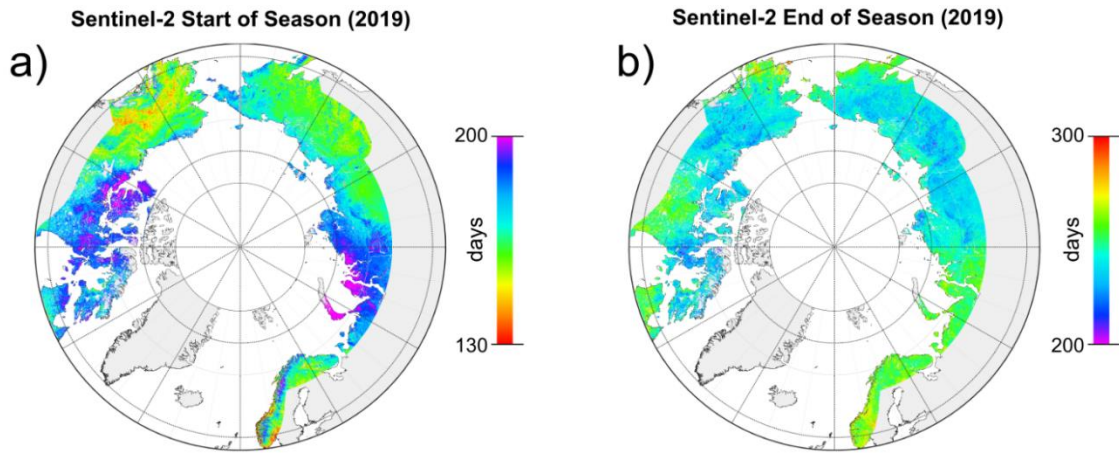 Sentinel-2 Start of Season (2019)
Sentinel-2 End of Season (2019)
a)
b)
200
days
130
300
days
200